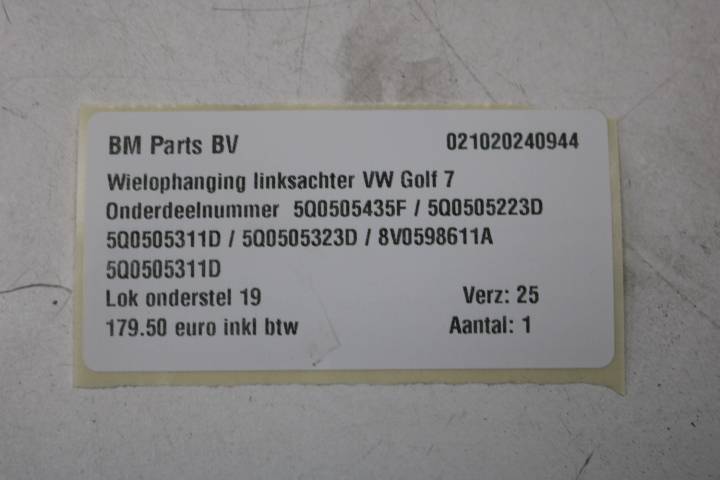 BM Parts BV 021020240944
Wielophanging linksachter VW Golf 7
Onderdeelnummer 5Q0505435F / 5Q0505223D
5Q0505311D / 5Q0505323D / 8V0598611A
5Q0505311D
Lok onderstel 19 Verz: 25
179.50 euro inkl btw Aantal: 1